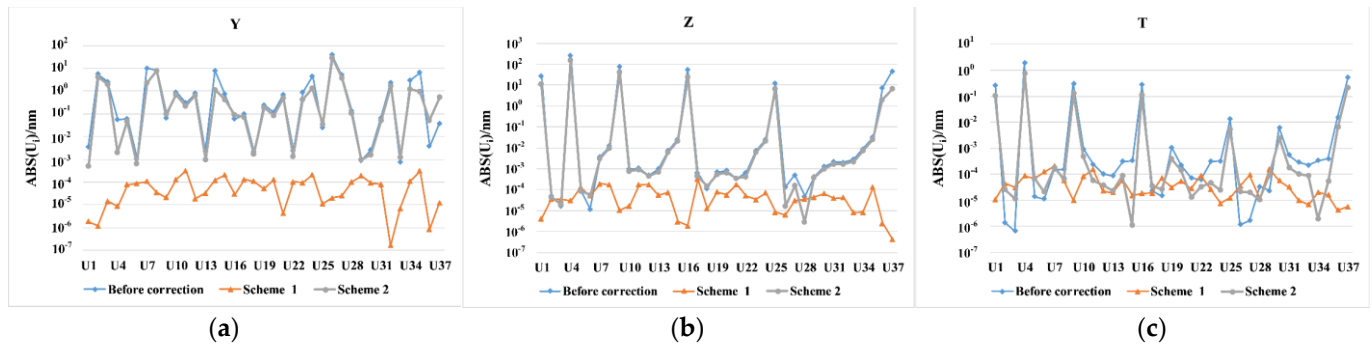 Y
ABS(Ui)/nm
10²
10¹
10⁰
10⁻¹
10⁻²
10⁻³
10⁻⁴
10⁻⁵
10⁻⁶
10⁻⁷
U1 U4 U7 U10 U13 U16 U19 U22 U25 U28 U31 U34 U37
Before correction Scheme 1 Scheme 2
(a)
Z
ABS(Ui)/nm
10³
10²
10¹
10⁰
10⁻¹
10⁻²
10⁻³
10⁻⁴
10⁻⁵
10⁻⁶
10⁻⁷
U1 U4 U7 U10 U13 U16 U19 U22 U25 U28 U31 U34 U37
Before correction Scheme 1 Scheme 2
(b)
T
ABS(Ui)/nm
10¹
10⁰
10⁻¹
10⁻²
10⁻³
10⁻⁴
10⁻⁵
10⁻⁶
10⁻⁷
U1 U4 U7 U10 U13 U16 U19 U22 U25 U28 U31 U34 U37
Before correction Scheme 1 Scheme 2
(c)